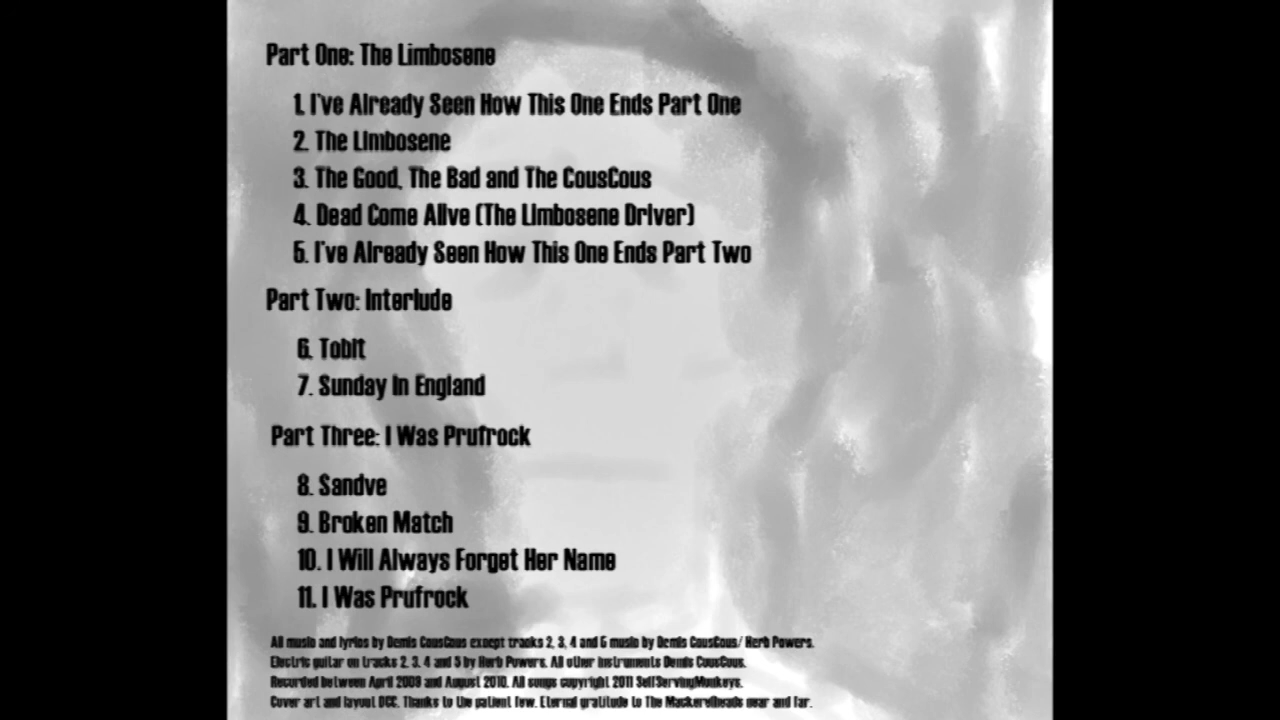 Part One: The Limbosene
1. I've Already Seen How This One Ends Part One
2. The Limbosene
3. The Good, The Bad and The CousCous
4. Dead Come Alive (The Limbosene Driver)
5. I've Already Seen How This One Ends Part Two
Part Two: Interlude
6. Tobit
7. Sunday In England
Part Three: I Was Prufrock
8. Sandve
9. Broken Match
10. I Will Always Forget Her Name
11. I Was Prufrock
All music and lyrics by Demis CousCous except tracks 2, 3, 4 and music by Demis CousCous/ Herb Powers.
Electric guitar on tracks 2, 3, 4 and 5 by Herb Powers. All other instruments Demis CousCous.
Recorded between April 2009 and August 2010. All songs copyright 2011 SelfServingMonkeys.
Cover art and layout DCC. Thanks to the patient few. Eternal gratitude to The Mackerelheads near and far.